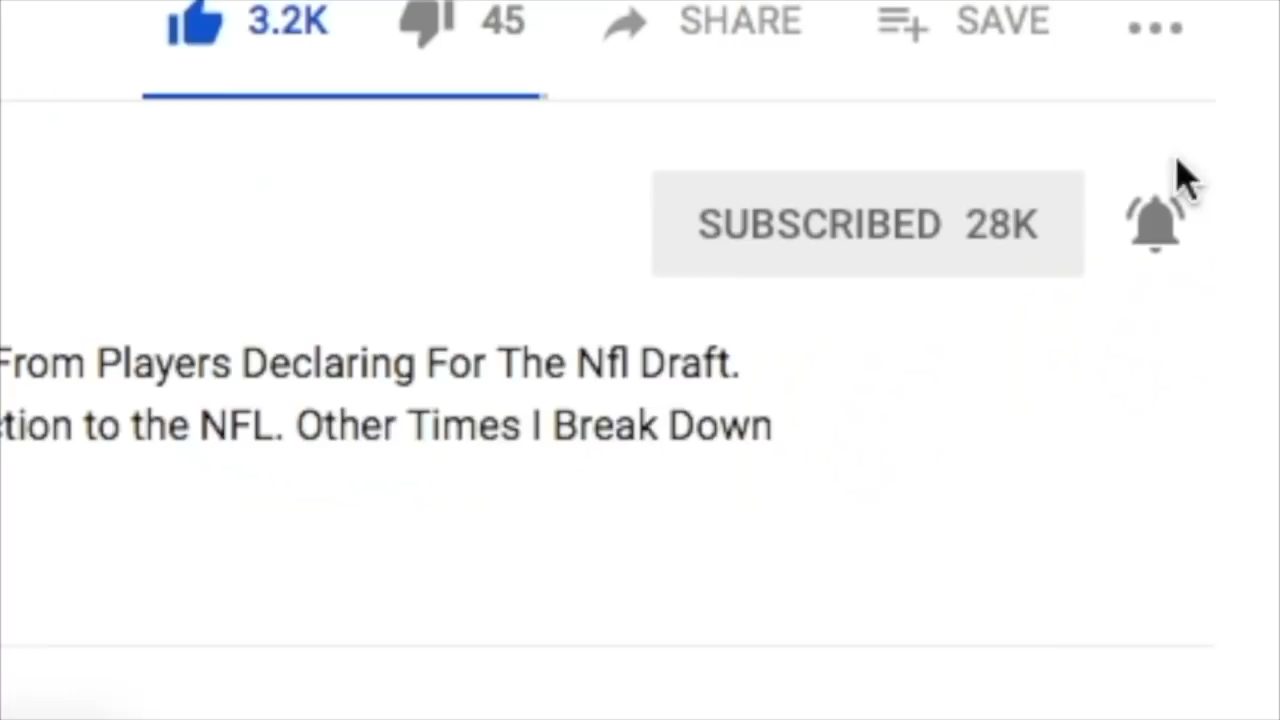 3.2K 45 SHARE SAVE
SUBSCRIBED 28K
From Players Declaring For The Nfl Draft.
ction to the NFL. Other Times I Break Down